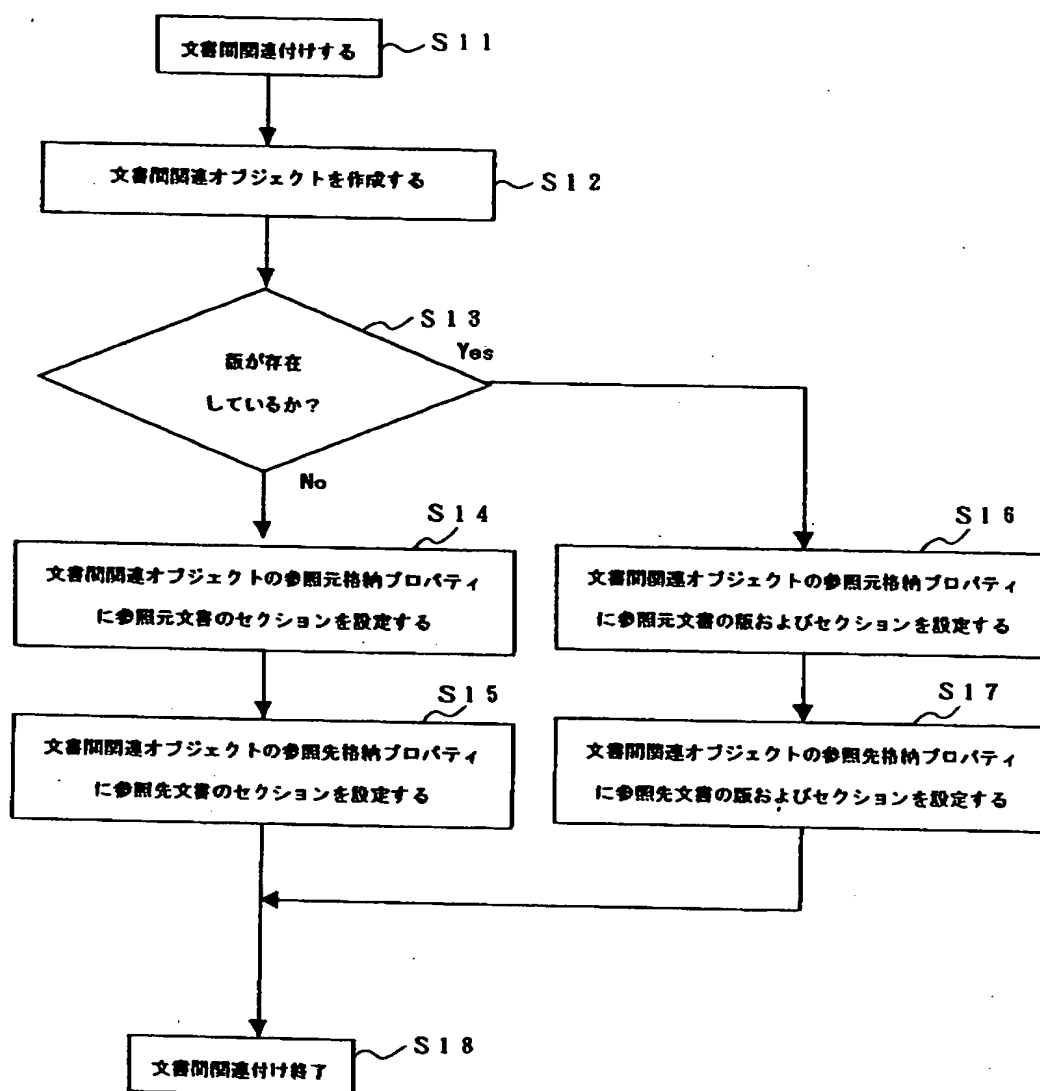 文書間関連付けする
S11
文書間関連オブジェクトを作成する
S12
版が存在
しているか?
S13
Yes
No
S14
文書間関連オブジェクトの参照元格納プロパティ
に参照元文書のセクションを設定する
S15
文書間関連オブジェクトの参照先格納プロパティ
に参照先文書のセクションを設定する
S16
文書間関連オブジェクトの参照元格納プロパティ
に参照元文書の版およびセクションを設定する
S17
文書間関連オブジェクトの参照先格納プロパティ
に参照先文書の版およびセクションを設定する
文書間関連付け終了
S18